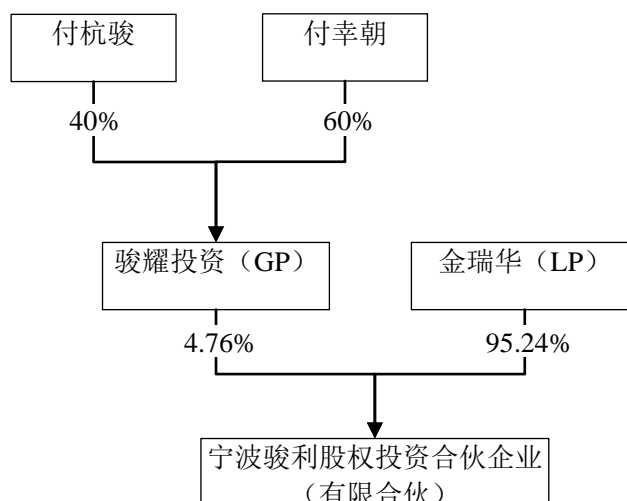 付杭骏
付幸朝
40%
60%
骏耀投资（GP）
金瑞华（LP）
4.76%
95.24%
宁波骏利股权投资合伙企业
（有限合伙）